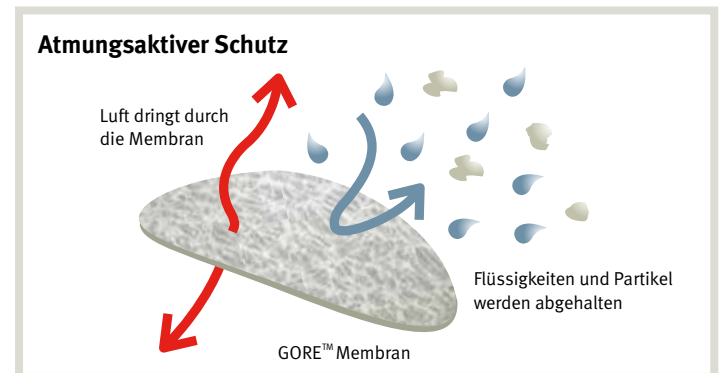 Atmungsaktiver Schutz
Luft dringt durch
die Membran
Flüssigkeiten und Partikel
werden abgehalten
GORE™ Membran